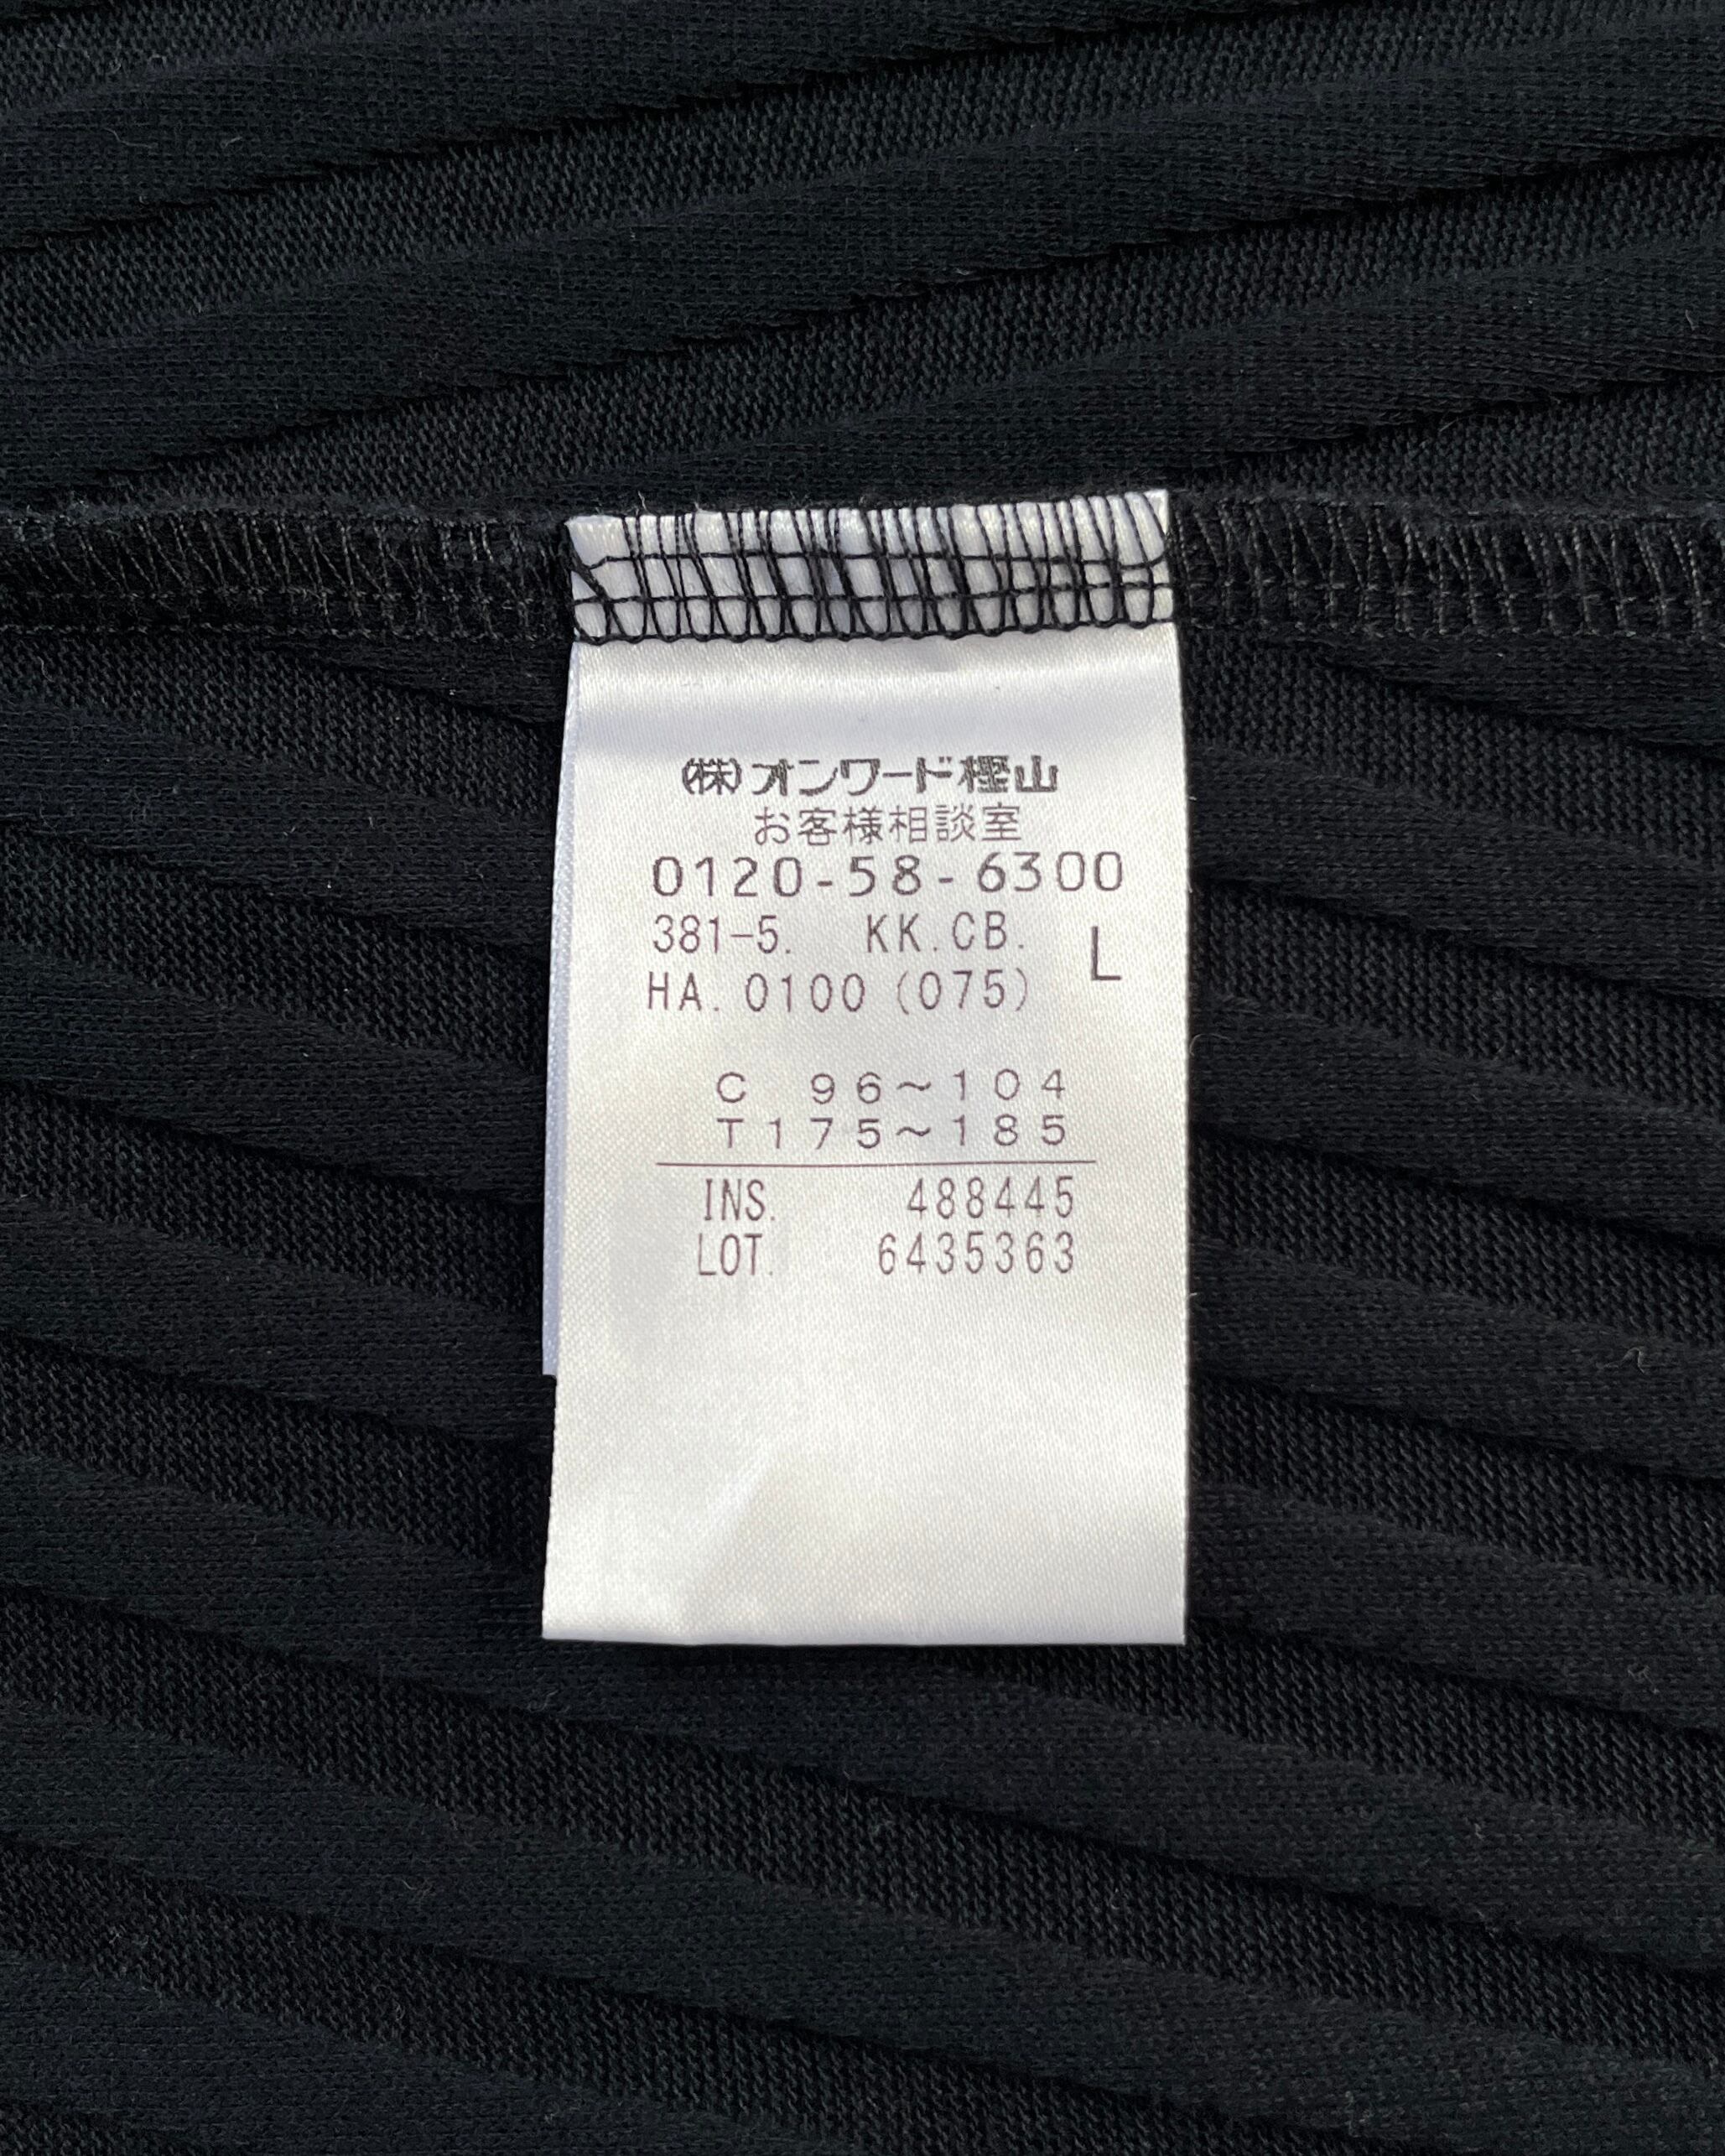 ㈱オンワード樫山
お客様相談室
0120-58-6300
381-5. KK.CB.
HA.0100(075) L
C 96～104
T175～185
INS. 488445
LOT. 6435363